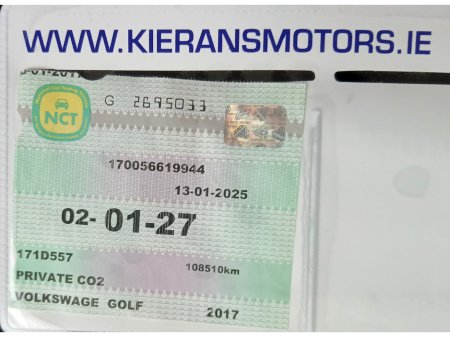 WWW.KIERANSMOTORS.IE
G 2695033
NCT
170056619944
13-01-2025
02-01-27
171D557
108510km
PRIVATE CO2
VOLKSWAGE GOLF 2017